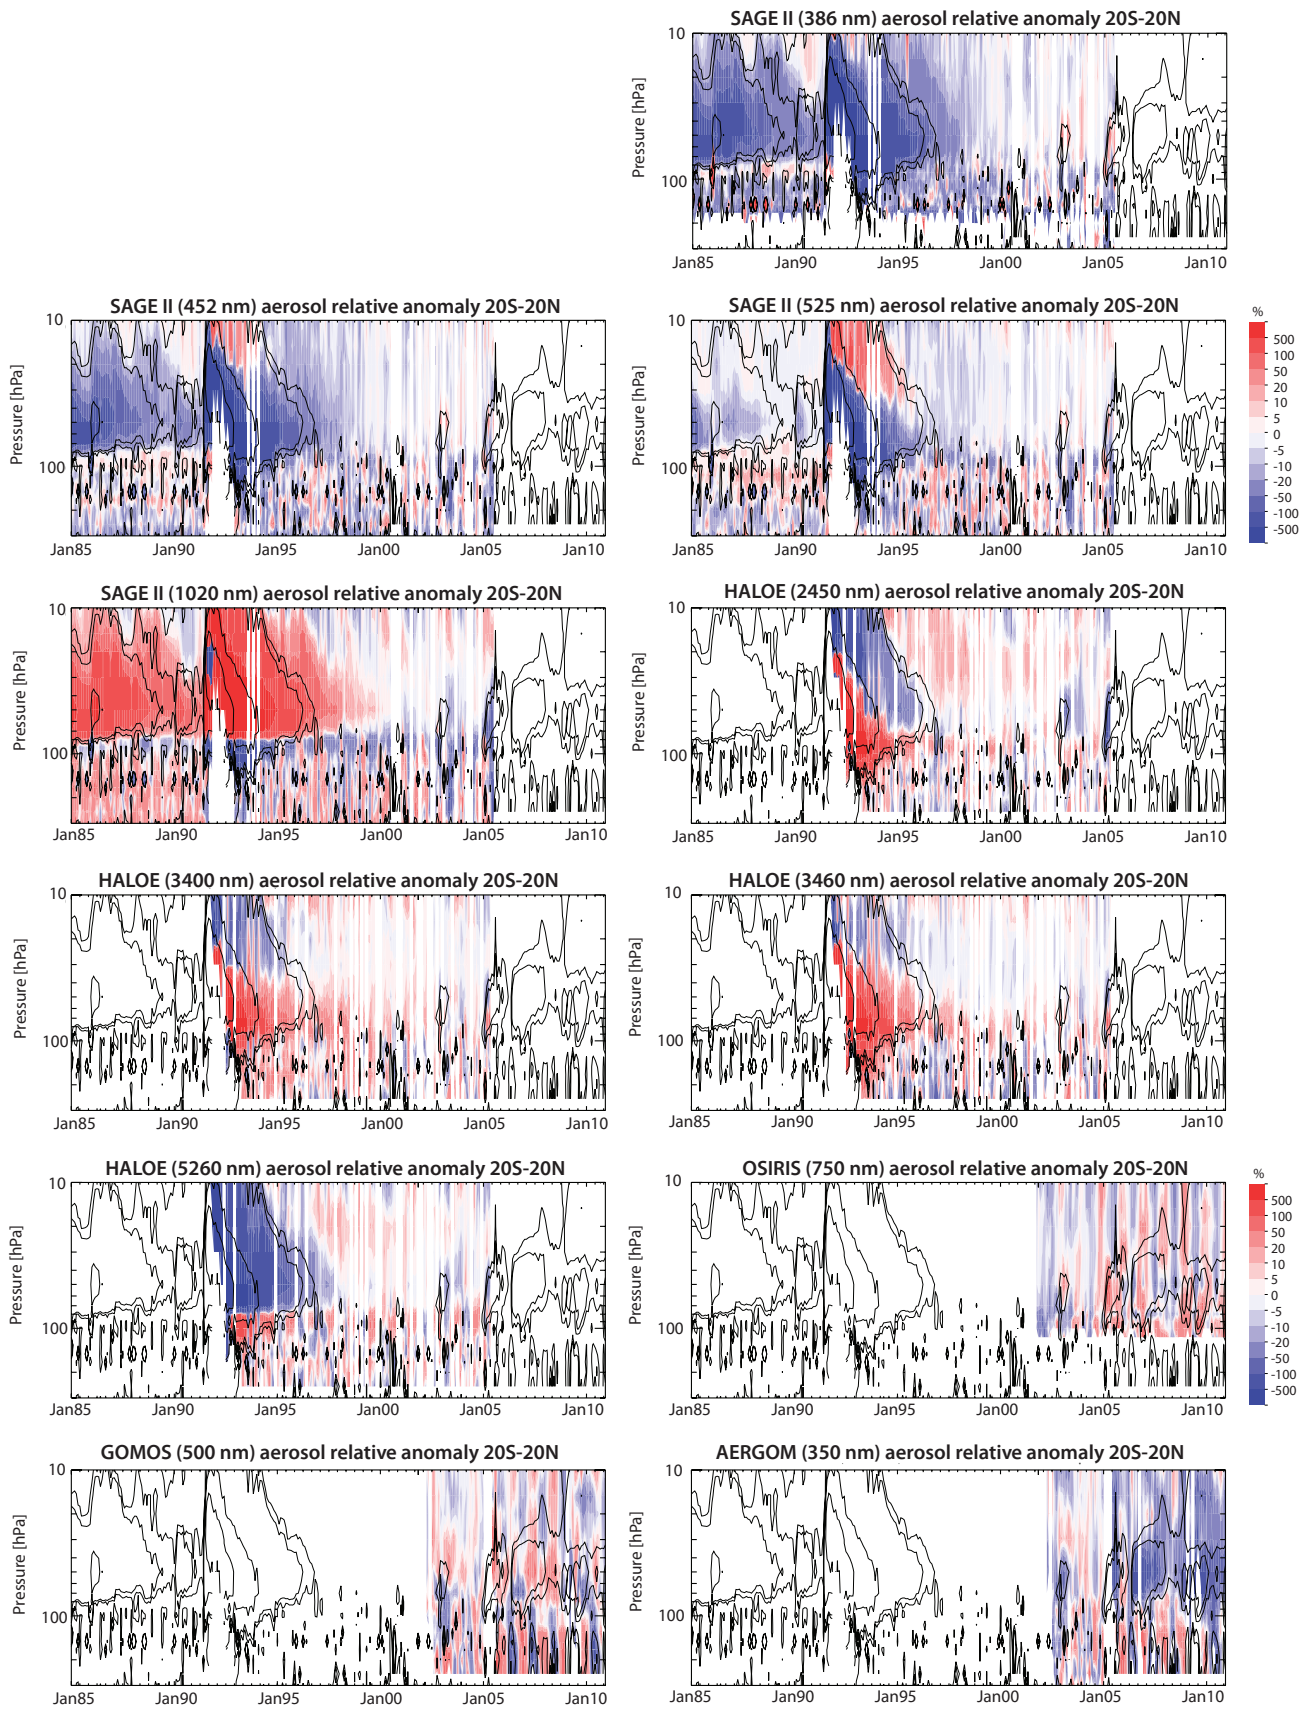 SAGE II (386 nm) aerosol relative anomaly 20S-20N
Pressure [hPa]
10
100
Jan85 Jan90 Jan95 Jan00 Jan05 Jan10
SAGE II (452 nm) aerosol relative anomaly 20S-20N
Pressure [hPa]
10
100
Jan85 Jan90 Jan95 Jan00 Jan05 Jan10
SAGE II (525 nm) aerosol relative anomaly 20S-20N
Pressure [hPa]
10
100
Jan85 Jan90 Jan95 Jan00 Jan05 Jan10
%
500
100
50
20
10
5
0
-5
-10
-20
-50
-100
-500
SAGE II (1020 nm) aerosol relative anomaly 20S-20N
Pressure [hPa]
10
100
Jan85 Jan90 Jan95 Jan00 Jan05 Jan10
HALOE (2450 nm) aerosol relative anomaly 20S-20N
Pressure [hPa]
10
100
Jan85 Jan90 Jan95 Jan00 Jan05 Jan10
HALOE (3400 nm) aerosol relative anomaly 20S-20N
Pressure [hPa]
10
100
Jan85 Jan90 Jan95 Jan00 Jan05 Jan10
HALOE (3460 nm) aerosol relative anomaly 20S-20N
Pressure [hPa]
10
100
Jan85 Jan90 Jan95 Jan00 Jan05 Jan10
HALOE (5260 nm) aerosol relative anomaly 20S-20N
Pressure [hPa]
10
100
Jan85 Jan90 Jan95 Jan00 Jan05 Jan10
OSIRIS (750 nm) aerosol relative anomaly 20S-20N
Pressure [hPa]
10
100
Jan85 Jan90 Jan95 Jan00 Jan05 Jan10
%
500
100
50
20
10
5
0
-5
-10
-20
-50
-100
-500
GOMOS (500 nm) aerosol relative anomaly 20S-20N
Pressure [hPa]
10
100
Jan85 Jan90 Jan95 Jan00 Jan05 Jan10
AERGOM (350 nm) aerosol relative anomaly 20S-20N
Pressure [hPa]
10
100
Jan85 Jan90 Jan95 Jan00 Jan05 Jan10